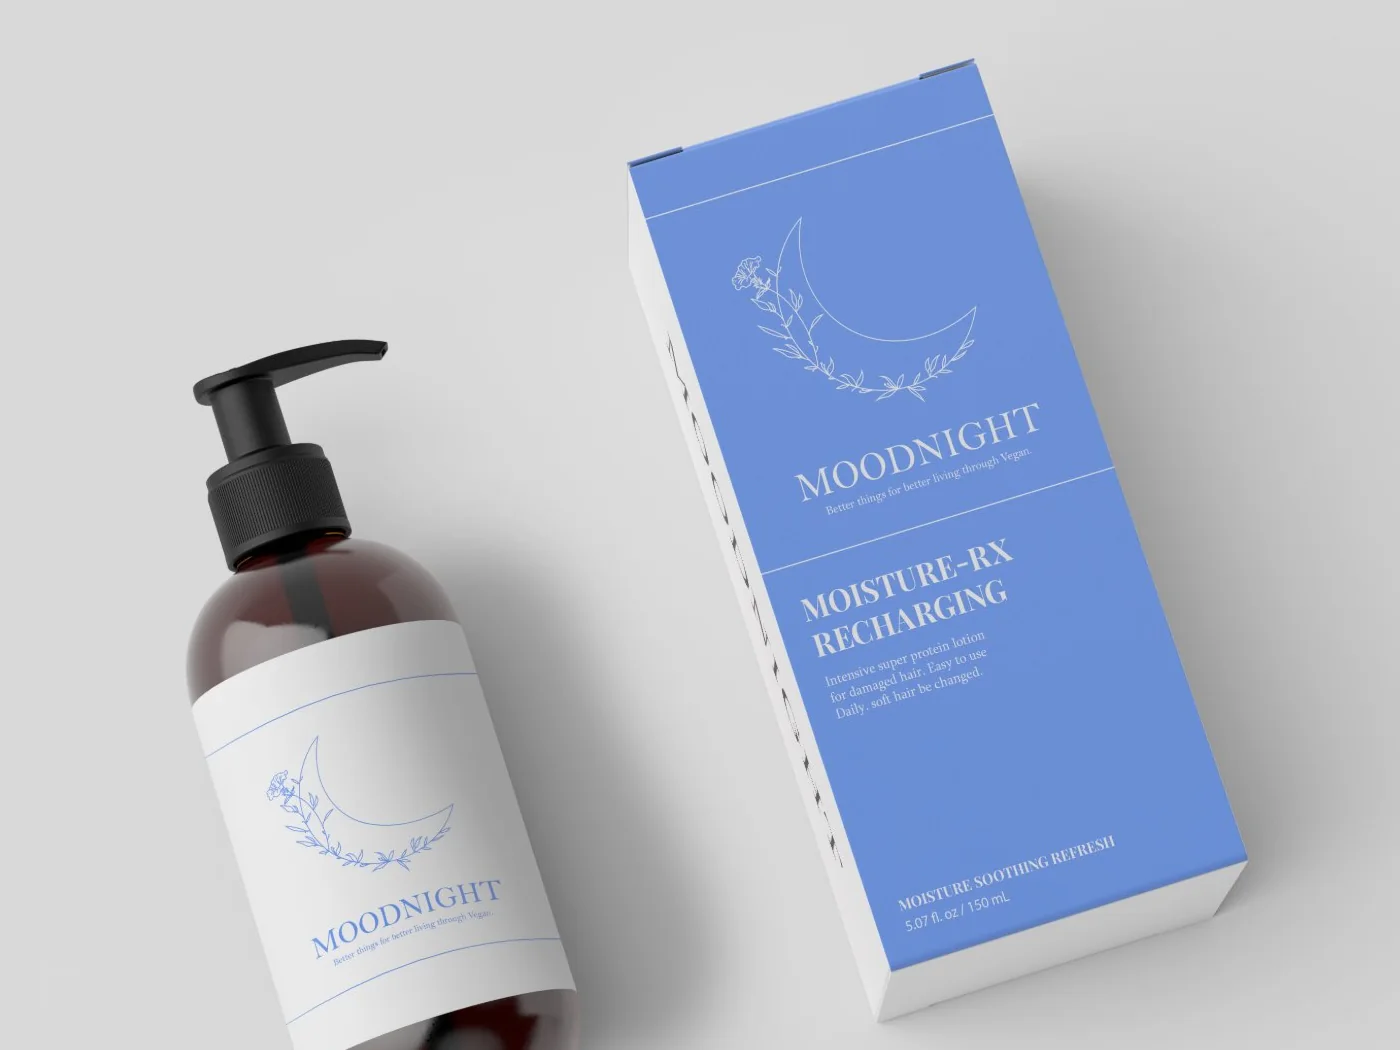 MOODNIGHT
Better things for better living through Vegan.
MOODNIGHT
MOODNIGHT
Better things for better living through Vegan.
MOISTURE-RX
RECHARGING
Intensive super protein lotion
for damaged hair. Easy to use
Daily, soft hair be changed.
MOISTURE SOOTHING REFRESH
5.07 fl. oz / 150 mL